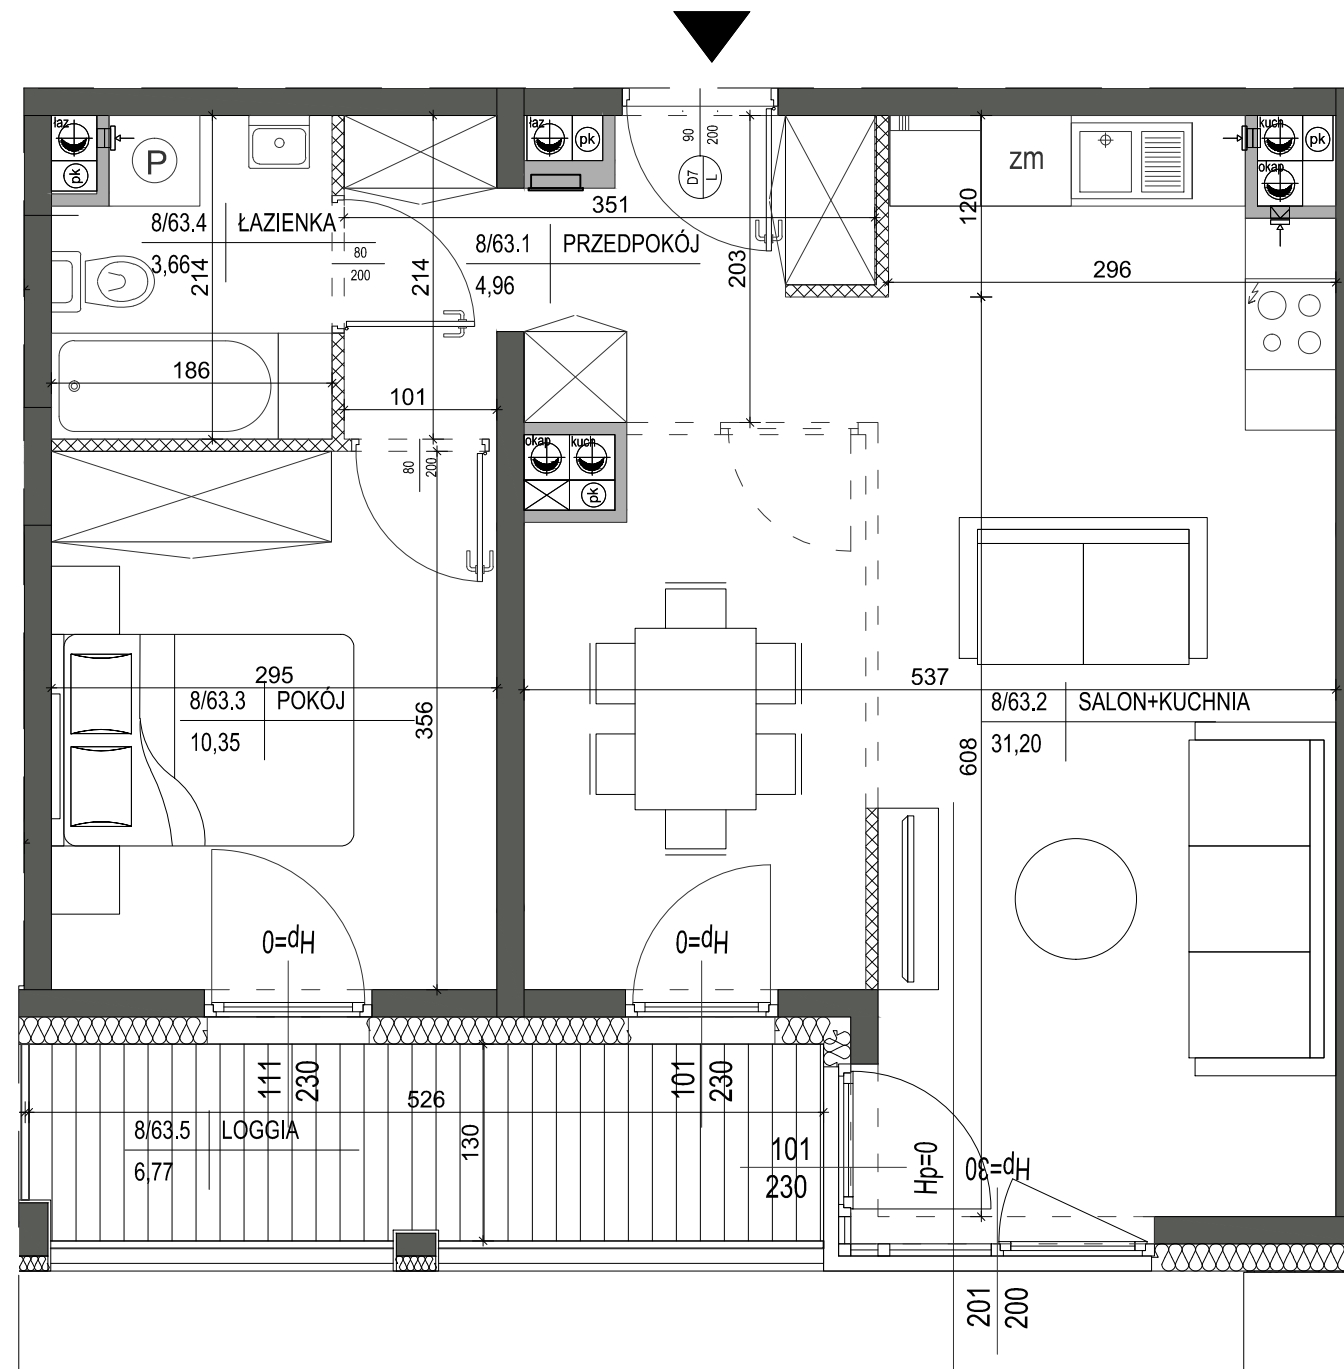 łaz
pk
P
łaz
pk
90
200
D7
L
zm
kuch
pk
okap
351
120
8/63.4 ŁAZIENKA
3,66
214
80
200
214
8/63.1 PRZEDPOKÓJ
4,96
203
296
186
101
80
200
okap kuch
pk
295
8/63.3 POKÓJ
10,35
356
537
8/63.2 SALON+KUCHNIA
31,20
608
Hp=0
Hp=0
111
230
101
230
526
8/63.5 LOGGIA
6,77
130
101
230
Hp=0
Hp=30
201
200